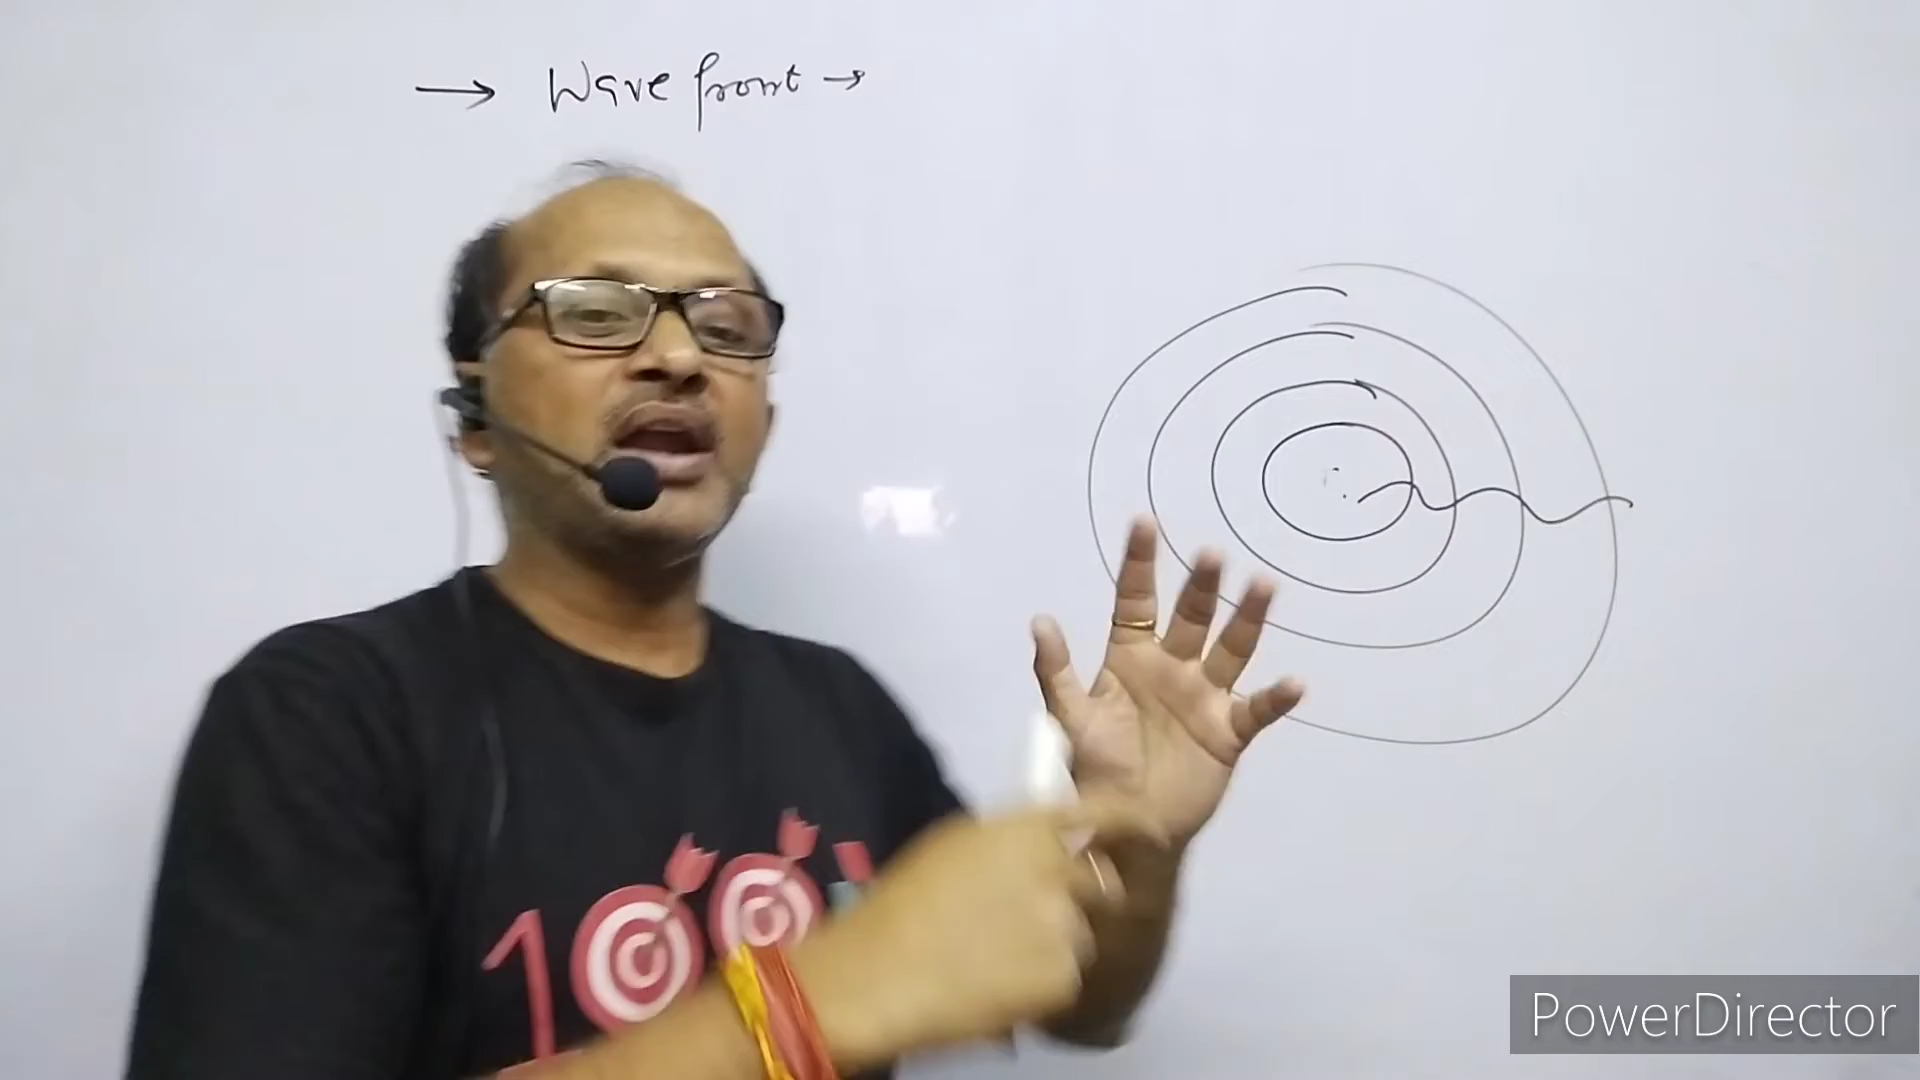 → Wave front →
100
PowerDirector